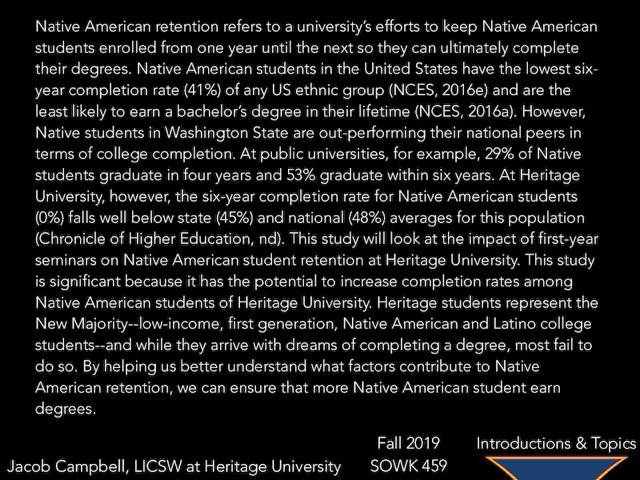 Native American retention refers to a university's efforts to keep Native American
students enrolled from one year until the next so they can ultimately complete
their degrees. Native American students in the United States have the lowest six-
year completion rate (41%) of any US ethnic group (NCES, 2016e) and are the
least likely to earn a bachelor's degree in their lifetime (NCES, 2016a). However,
Native students in Washington State are out-performing their national peers in
terms of college completion. At public universities, for example, 29% of Native
students graduate in four years and 53% graduate within six years. At Heritage
University, however, the six-year completion rate for Native American students
(0%) falls well below state (45%) and national (48%) averages for this population
(Chronicle of Higher Education, nd). This study will look at the impact of first-year
seminars on Native American student retention at Heritage University. This study
is significant because it has the potential to increase completion rates among
Native American students of Heritage University. Heritage students represent the
New Majority--low-income, first generation, Native American and Latino college
students--and while they arrive with dreams of completing a degree, most fail to
do so. By helping us better understand what factors contribute to Native
American retention, we can ensure that more Native American student earn
degrees.
Fall 2019 Introductions & Topics
Jacob Campbell, LICSW at Heritage University SOWK 459